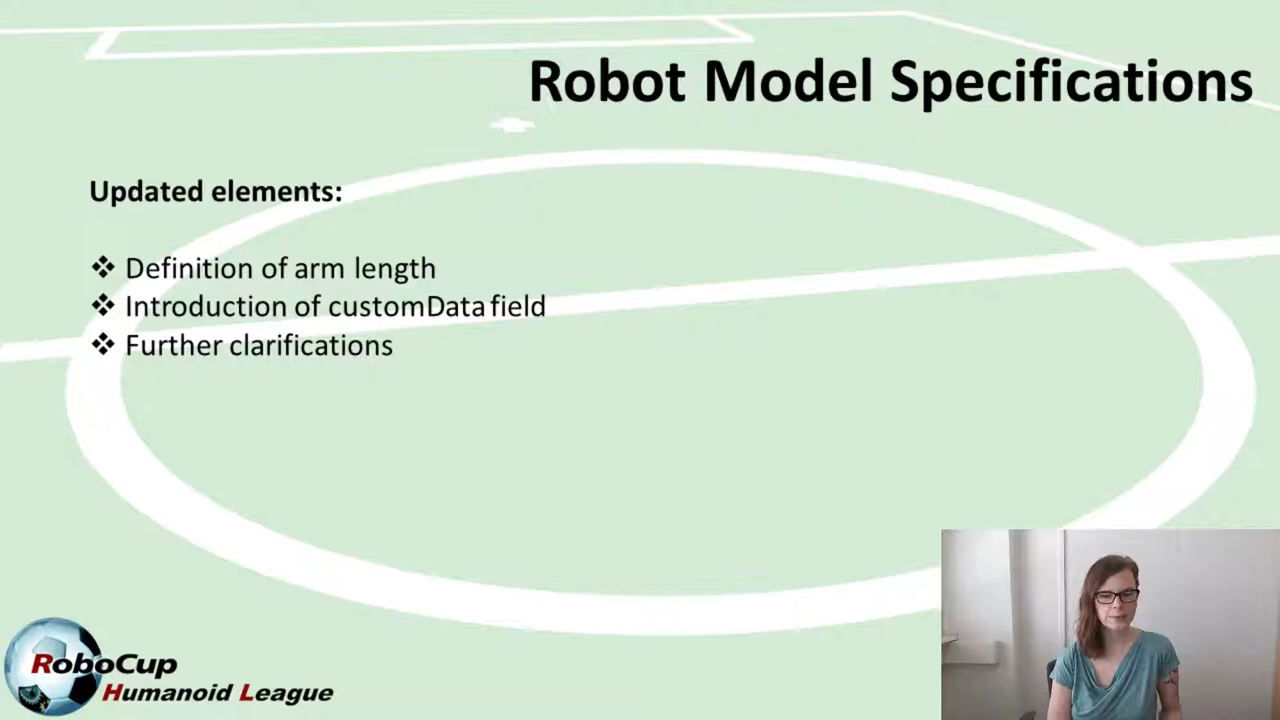 Robot Model Specifications
Updated elements:
❖ Definition of arm length
❖ Introduction of customData field
❖ Further clarifications
RoboCup
Humanoid League